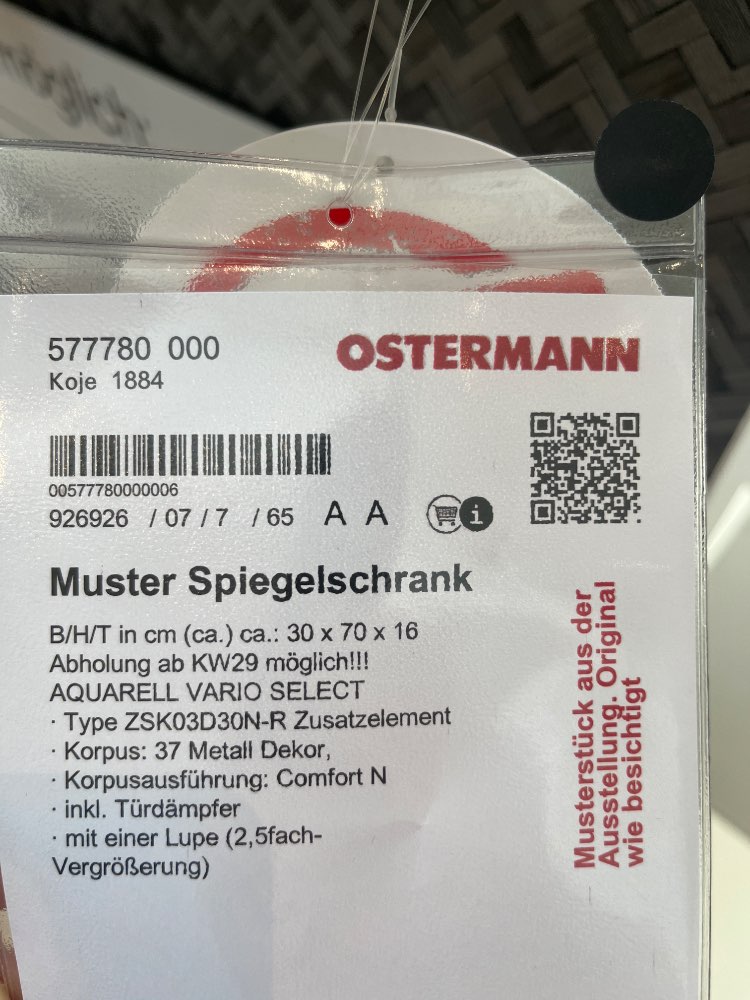 möglich
577780 000
OSTERMANN
Koje 1884
00577780000006
926926 / 07 / 7 / 65 A A
i
Muster Spiegelschrank
B/H/T in cm (ca.) ca.: 30 x 70 x 16
Abholung ab KW29 möglich!!!
AQUARELL VARIO SELECT
· Type ZSK03D30N-R Zusatzelement
· Korpus: 37 Metall Dekor,
· Korpusausführung: Comfort N
· inkl. Türdämpfer
· mit einer Lupe (2,5fach-
Vergrößerung)
Musterstück aus der
Ausstellung. Original
wie besichtigt